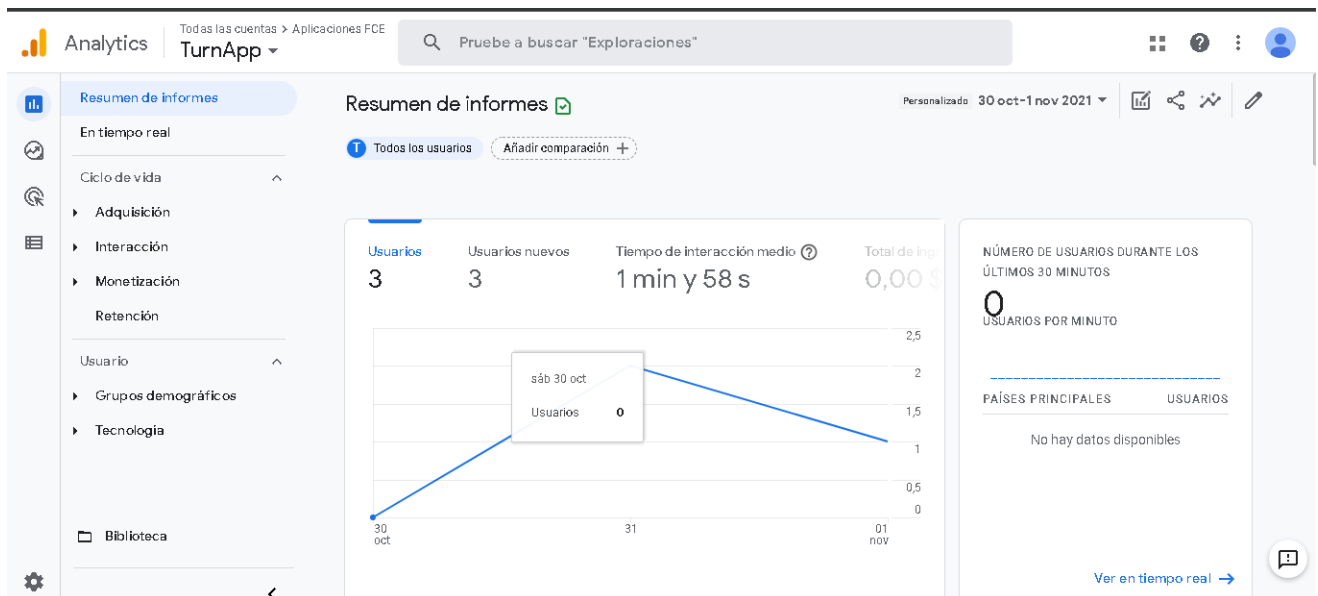 Analytics
Todas las cuentas > Aplicaciones FCE
TurnApp
Pruebe a buscar "Exploraciones"
Resumen de informes
En tiempo real
Ciclo de vida
Adquisición
Interacción
Monetización
Retención
Usuario
Grupos demográficos
Tecnología
Biblioteca
Resumen de informes
Personalizado 30 oct-1 nov 2021
T Todos los usuarios
Añadir comparación +
Usuarios
3
Usuarios nuevos
3
Tiempo de interacción medio
1 min y 58 s
Total de ing
0,00 $
2,5
2
1,5
1
0,5
0
sáb 30 oct
Usuarios 0
30
oct
31
01
nov
NÚMERO DE USUARIOS DURANTE LOS
ÚLTIMOS 30 MINUTOS
0
USUARIOS POR MINUTO
PAÍSES PRINCIPALES USUARIOS
No hay datos disponibles
Ver en tiempo real →